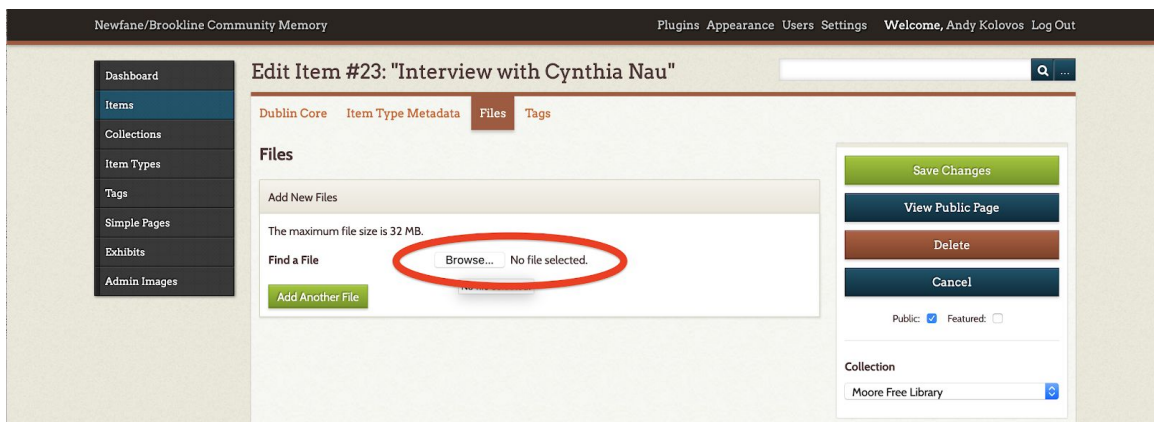 Newfane/Brookline Community Memory
Plugins Appearance Users Settings Welcome, Andy Kolovos Log Out
Dashboard
Items
Collections
Item Types
Tags
Simple Pages
Exhibits
Admin Images
Edit Item #23: "Interview with Cynthia Nau"
...
Dublin Core Item Type Metadata Files Tags
Files
Add New Files
The maximum file size is 32 MB.
Find a File Browse... No file selected.
Add Another File
Save Changes
View Public Page
Delete
Cancel
Public: Featured:
Collection
Moore Free Library